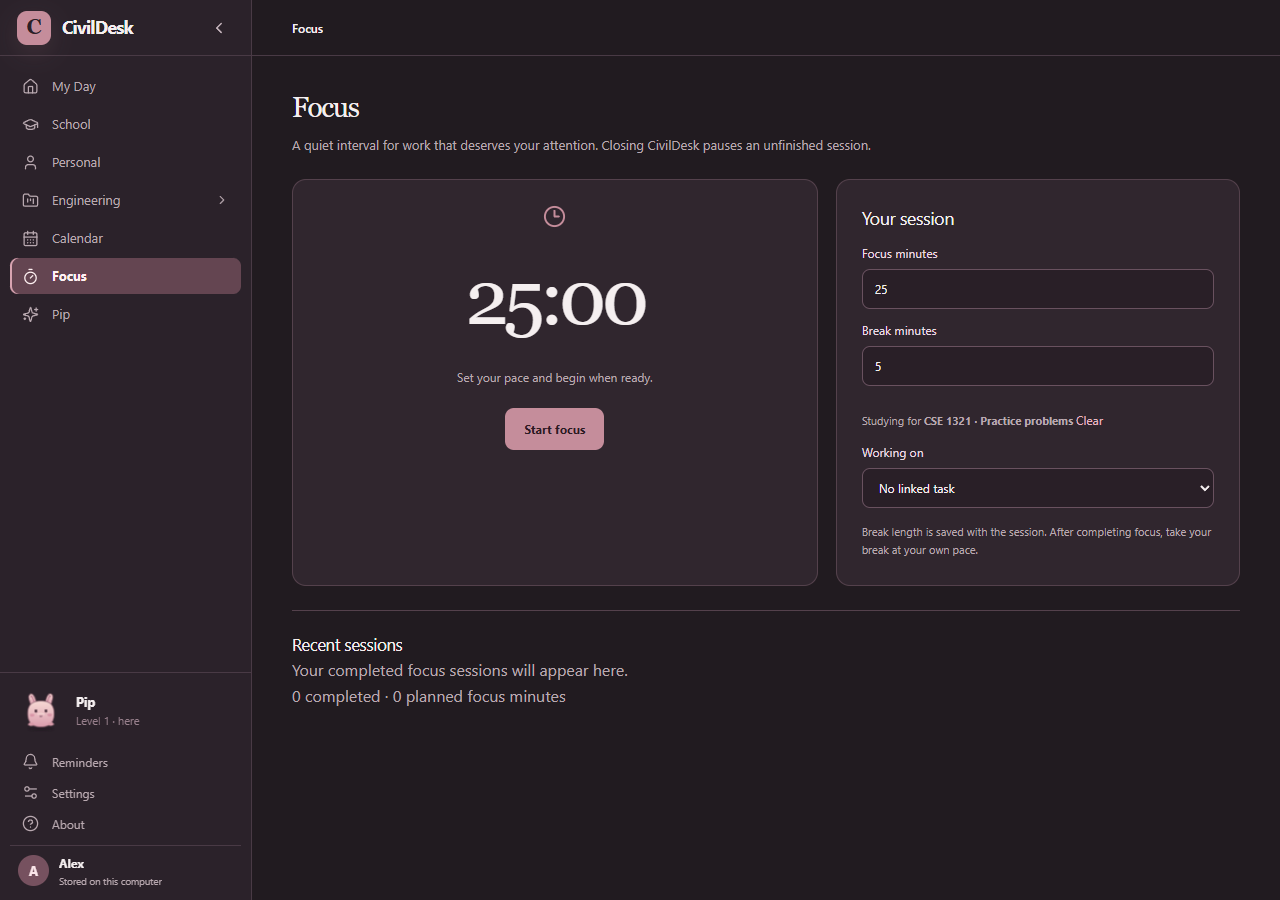 C CivilDesk
Focus
My Day
School
Personal
Engineering
Calendar
Focus
Pip
Focus
A quiet interval for work that deserves your attention. Closing CivilDesk pauses an unfinished session.
25:00
Set your pace and begin when ready.
Start focus
Your session
Focus minutes
25
Break minutes
5
Studying for CSE 1321 · Practice problems Clear
Working on
No linked task
Break length is saved with the session. After completing focus, take your
break at your own pace.
Recent sessions
Your completed focus sessions will appear here.
0 completed · 0 planned focus minutes
Pip
Level 1 · here
Reminders
Settings
About
A Alex
Stored on this computer